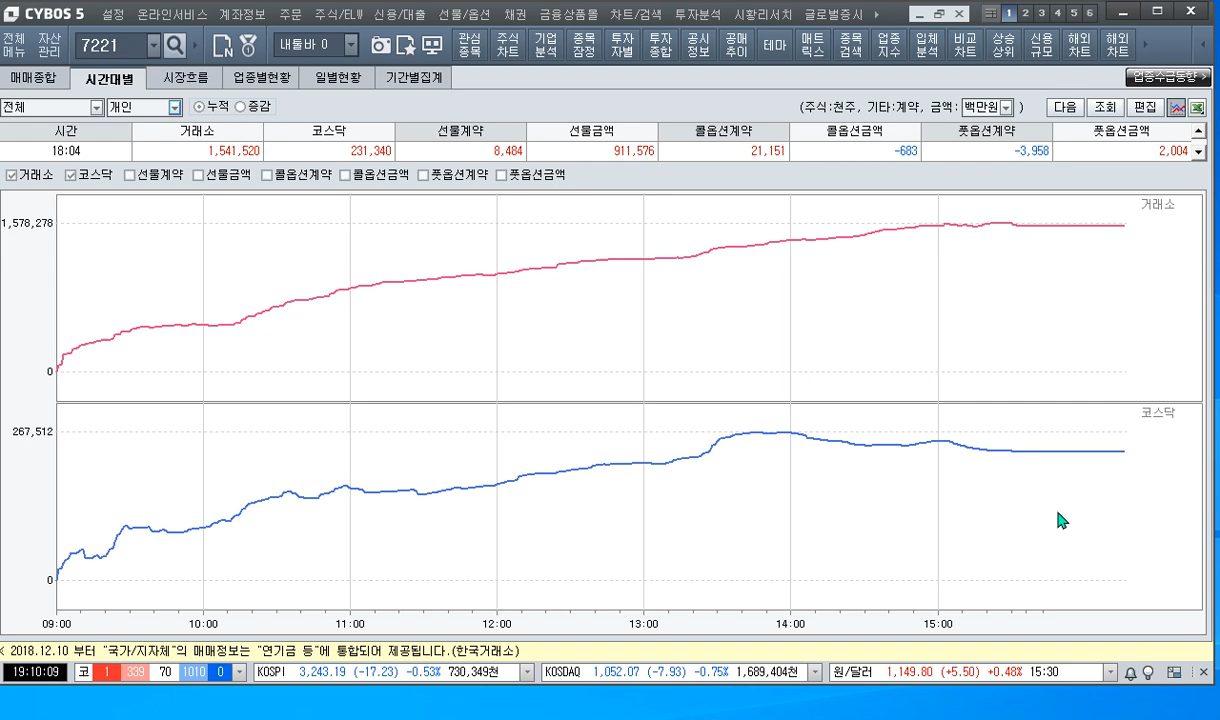 CYBOS 5 설정 온라인서비스 계좌정보 주문 주식/ELW 신용/대출 선물/옵션 채권 금융상품몰 차트/검색 투자분석 시황리서치 글로벌증시 1 2 3 4 5 6
전체 메뉴 자산 관리 7221 내툴바 0 관심 종목 주식 차트 기업 분석 종목 잠정 투자 자별 투자 종합 공시 정보 공매 추이 테마 매트 릭스 종목 검색 업종 지수 입체 분석 비교 차트 상승 상위 신용 규모 해외 차트 해외 차트
매매종합 시간대별 시장흐름 업종별현황 일별현황 기간별집계 업종수급동향 >
전체 개인 누적 증감 (주식:천주, 기타:계약, 금액: 백만원 ) 다음 조회 편집
시간 거래소 코스닥 선물계약 선물금액 콜옵션계약 콜옵션금액 풋옵션계약 풋옵션금액
18:04 1,541,520 231,340 8,484 911,576 21,151 -683 -3,958 2,004
거래소 코스닥 선물계약 선물금액 콜옵션계약 콜옵션금액 풋옵션계약 풋옵션금액
거래소
1,578,278
0
코스닥
267,512
0
09:00 10:00 11:00 12:00 13:00 14:00 15:00
< 2018.12.10 부터 "국가/지자체"의 매매정보는 "연기금 등"에 통합되어 제공됩니다.(한국거래소)
19:10:09 코 1 339 70 1010 0 KOSPI 3,243.19 (-17.23) -0.53% 730,349천 KOSDAQ 1,052.07 (-7.93) -0.75% 1,689,404천 원/달러 1,149.80 (+5.50) +0.48% 15:30